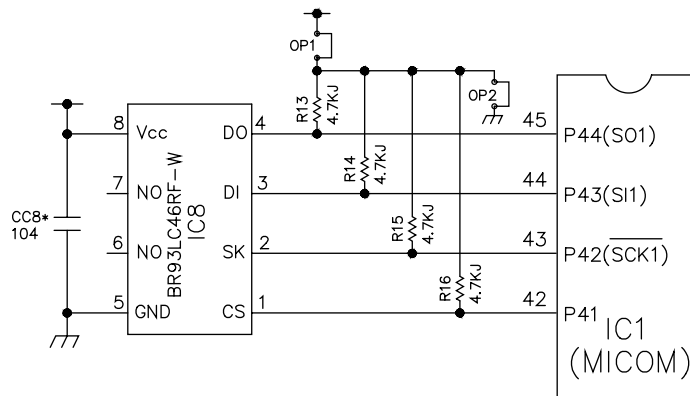 OP1
OP2
R13
4.7KJ
R14
4.7KJ
R15
4.7KJ
R16
4.7KJ
CC8*
104
8
Vcc
DO
4
7
NO
DI
3
6
NO
SK
2
5
GND
CS
1
BR93LC46RF-W
IC8
45
P44(SO1)
44
P43(SI1)
43
P42(SCK1)
42
P41
IC1
(MICOM)